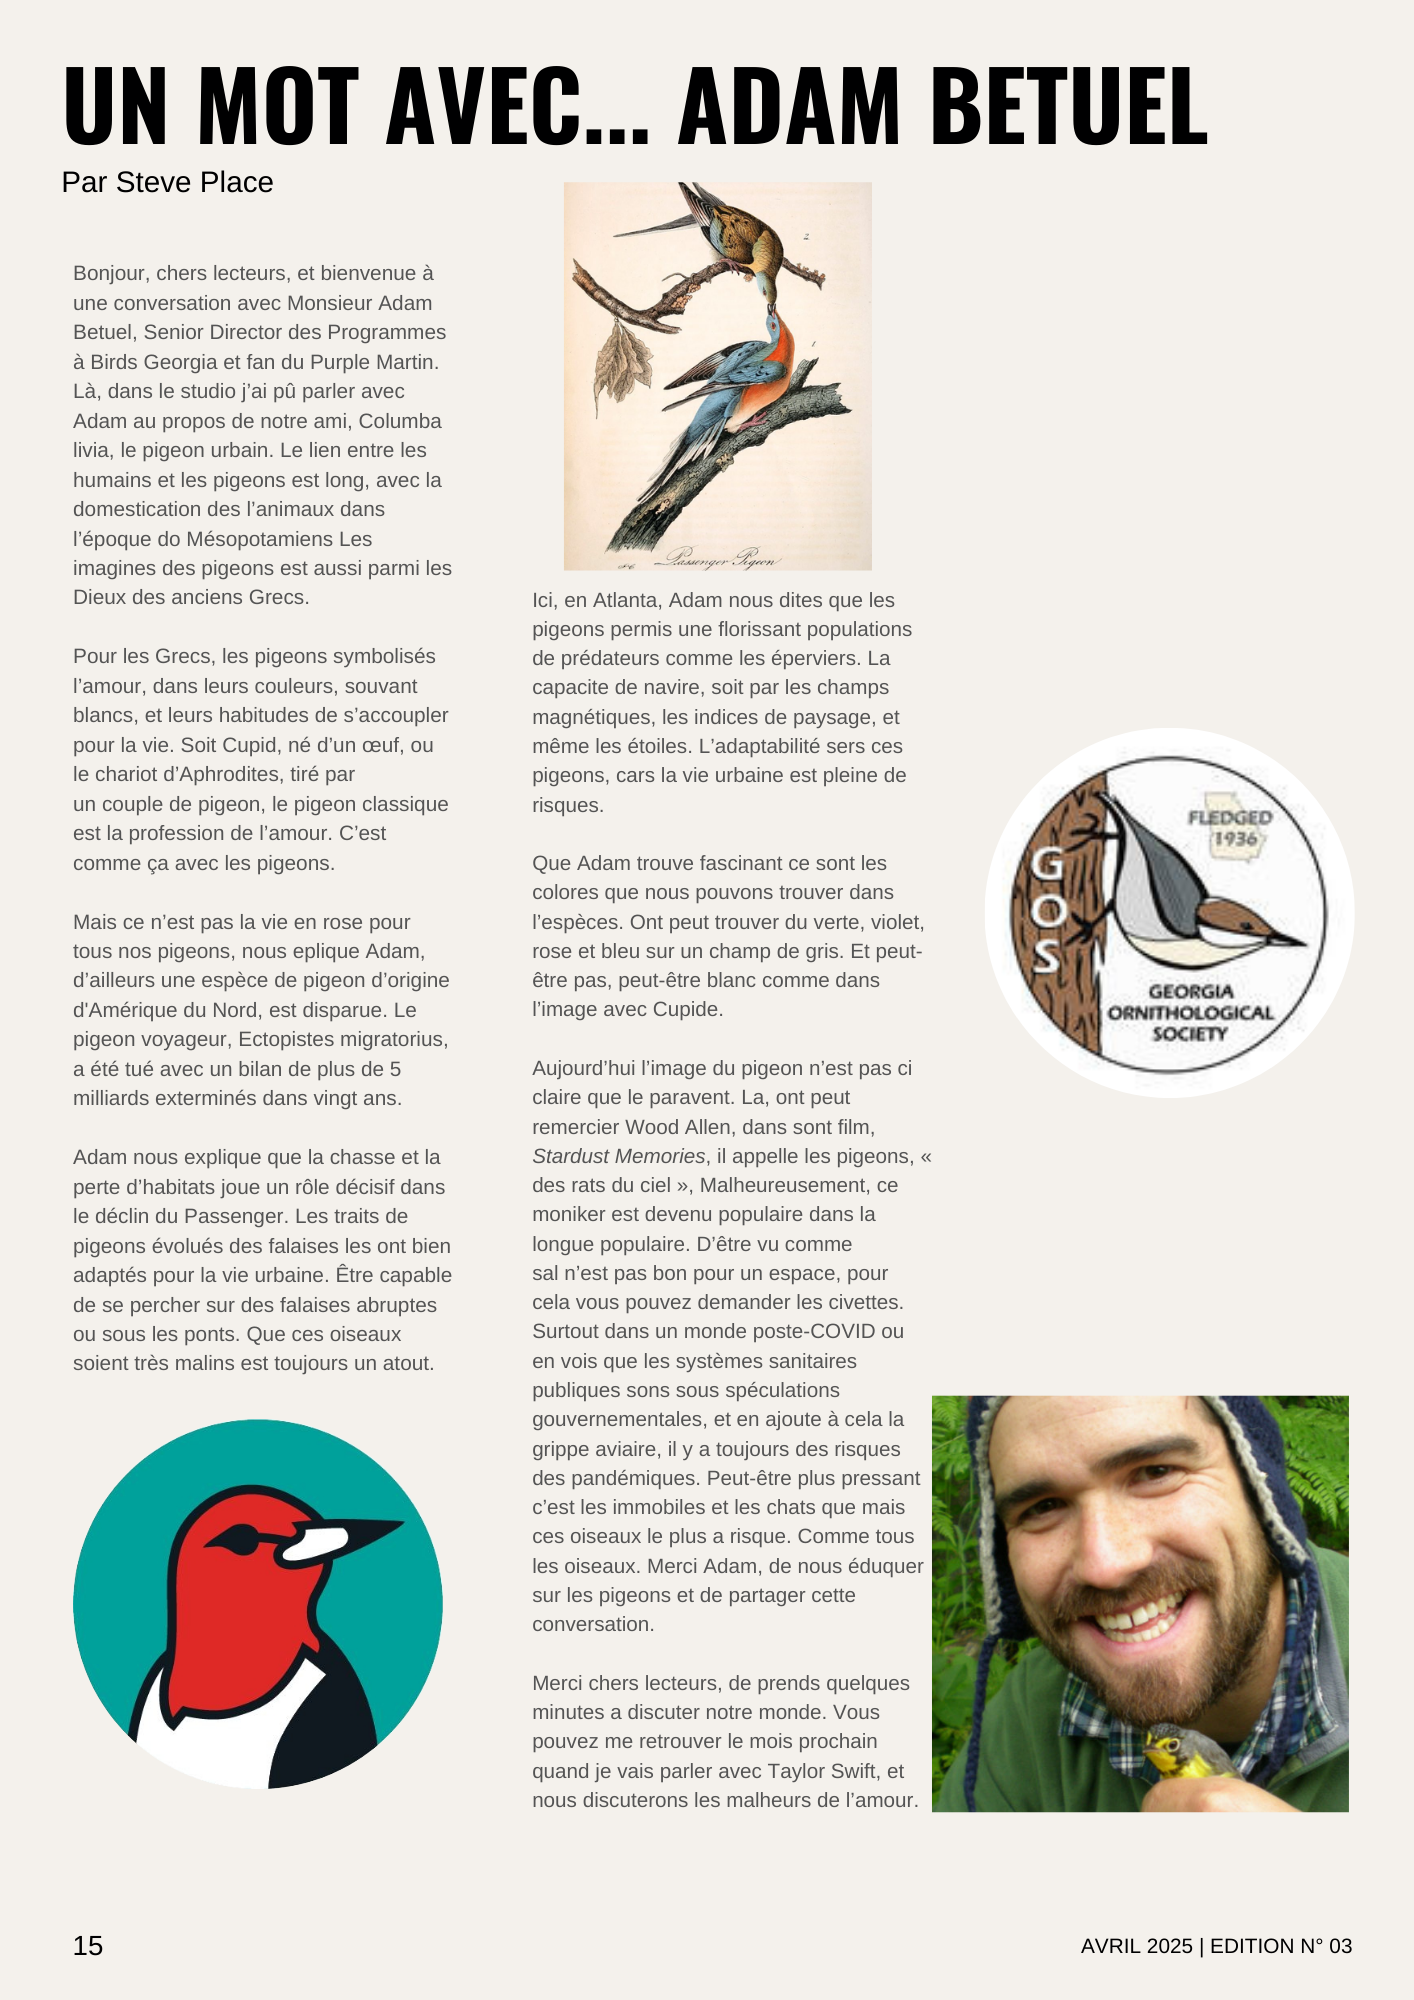 UN MOT AVEC... ADAM BETUEL
Par Steve Place
Bonjour, chers lecteurs, et bienvenue à
une conversation avec Monsieur Adam
Betuel, Senior Director des Programmes
à Birds Georgia et fan du Purple Martin.
Là, dans le studio j’ai pû parler avec
Adam au propos de notre ami, Columba
livia, le pigeon urbain. Le lien entre les
humains et les pigeons est long, avec la
domestication des l’animaux dans
l’époque do Mésopotamiens Les
imagines des pigeons est aussi parmi les
Dieux des anciens Grecs.
Pour les Grecs, les pigeons symbolisés
l’amour, dans leurs couleurs, souvant
blancs, et leurs habitudes de s’accoupler
pour la vie. Soit Cupid, né d’un œuf, ou
le chariot d’Aphrodites, tiré par
un couple de pigeon, le pigeon classique
est la profession de l’amour. C’est
comme ça avec les pigeons.
Mais ce n’est pas la vie en rose pour
tous nos pigeons, nous eplique Adam,
d’ailleurs une espèce de pigeon d’origine
d'Amérique du Nord, est disparue. Le
pigeon voyageur, Ectopistes migratorius,
a été tué avec un bilan de plus de 5
milliards exterminés dans vingt ans.
Adam nous explique que la chasse et la
perte d’habitats joue un rôle décisif dans
le déclin du Passenger. Les traits de
pigeons évolués des falaises les ont bien
adaptés pour la vie urbaine. Être capable
de se percher sur des falaises abruptes
ou sous les ponts. Que ces oiseaux
soient très malins est toujours un atout.
Passenger Pigeon
Ici, en Atlanta, Adam nous dites que les
pigeons permis une florissant populations
de prédateurs comme les éperviers. La
capacite de navire, soit par les champs
magnétiques, les indices de paysage, et
même les étoiles. L’adaptabilité sers ces
pigeons, cars la vie urbaine est pleine de
risques.
Que Adam trouve fascinant ce sont les
colores que nous pouvons trouver dans
l’espèces. Ont peut trouver du verte, violet,
rose et bleu sur un champ de gris. Et peut-
être pas, peut-être blanc comme dans
l’image avec Cupide.
Aujourd’hui l’image du pigeon n’est pas ci
claire que le paravent. La, ont peut
remercier Wood Allen, dans sont film,
Stardust Memories, il appelle les pigeons, «
des rats du ciel », Malheureusement, ce
moniker est devenu populaire dans la
longue populaire. D’être vu comme
sal n’est pas bon pour un espace, pour
cela vous pouvez demander les civettes.
Surtout dans un monde poste-COVID ou
en vois que les systèmes sanitaires
publiques sons sous spéculations
gouvernementales, et en ajoute à cela la
grippe aviaire, il y a toujours des risques
des pandémiques. Peut-être plus pressant
c’est les immobiles et les chats que mais
ces oiseaux le plus a risque. Comme tous
les oiseaux. Merci Adam, de nous éduquer
sur les pigeons et de partager cette
conversation.
Merci chers lecteurs, de prends quelques
minutes a discuter notre monde. Vous
pouvez me retrouver le mois prochain
quand je vais parler avec Taylor Swift, et
nous discuterons les malheurs de l’amour.
FLEDGED
1936
GOS
GEORGIA
ORNITHOLOGICAL
SOCIETY
15
AVRIL 2025 | EDITION N° 03